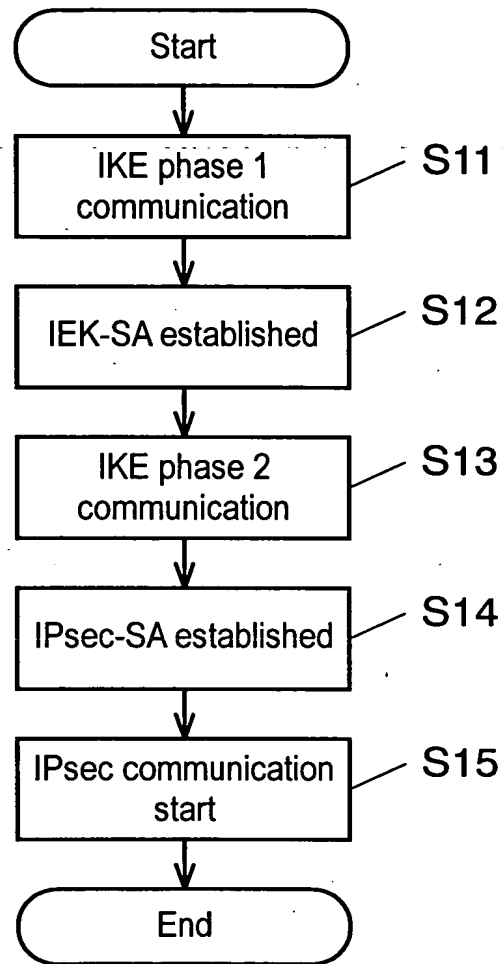 Start
IKE phase 1
communication
S11
IEK-SA established
S12
IKE phase 2
communication
S13
IPsec-SA established
S14
IPsec communication
start
S15
End